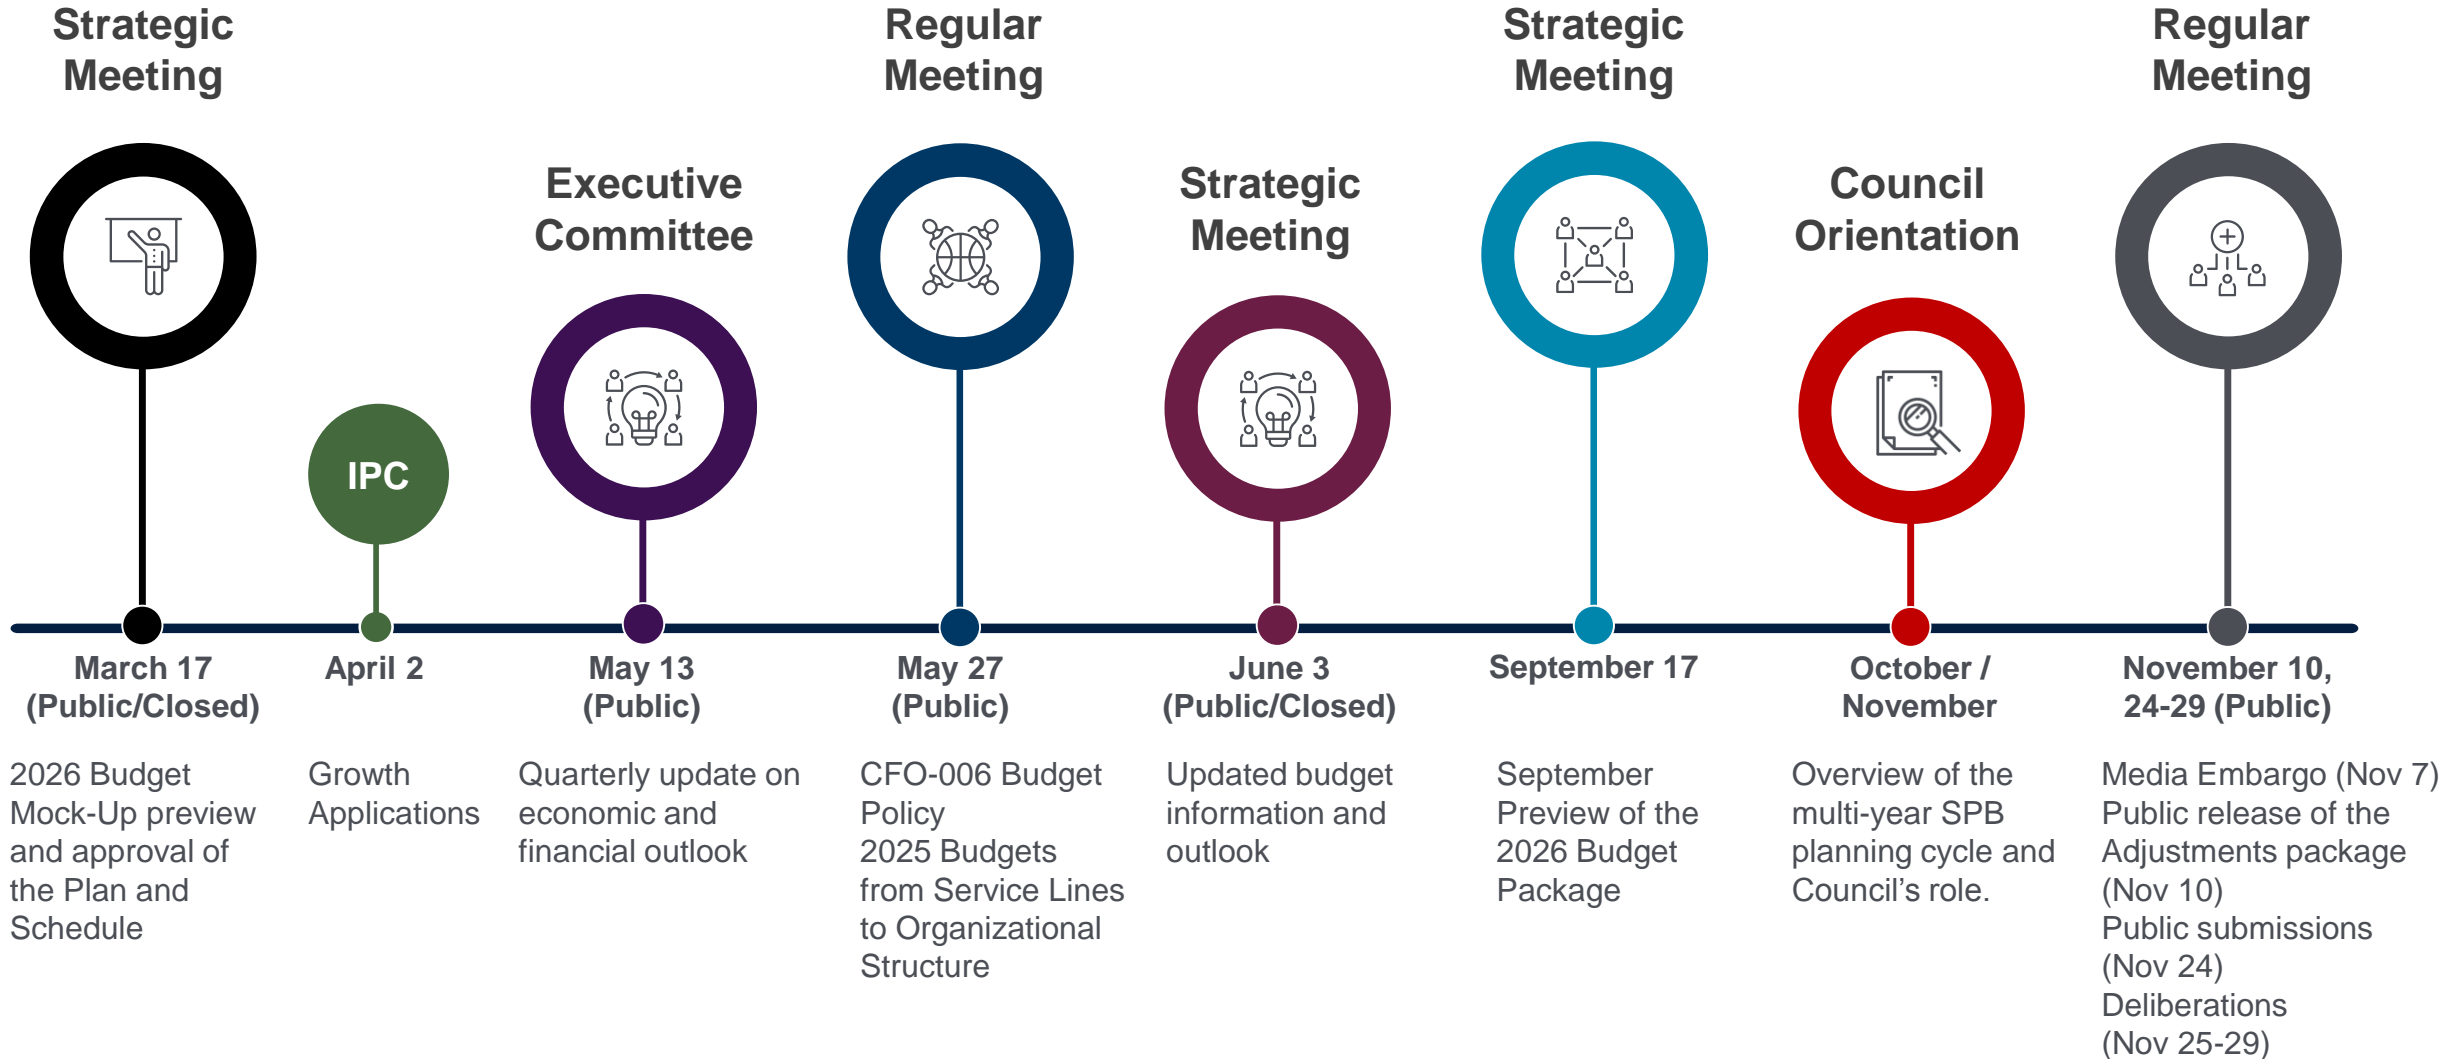 Strategic
Meeting
March 17
(Public/Closed)
2026 Budget
Mock-Up preview
and approval of
the Plan and
Schedule
IPC
April 2
Growth
Applications
Executive
Committee
May 13
(Public)
Quarterly update on
economic and
financial outlook
Regular
Meeting
May 27
(Public)
CFO-006 Budget
Policy
2025 Budgets
from Service Lines
to Organizational
Structure
Strategic
Meeting
June 3
(Public/Closed)
Updated budget
information and
outlook
Strategic
Meeting
September 17
September
Preview of the
2026 Budget
Package
Council
Orientation
October /
November
Overview of the
multi-year SPB
planning cycle and
Council’s role.
Regular
Meeting
November 10,
24-29 (Public)
Media Embargo (Nov 7)
Public release of the
Adjustments package
(Nov 10)
Public submissions
(Nov 24)
Deliberations
(Nov 25-29)